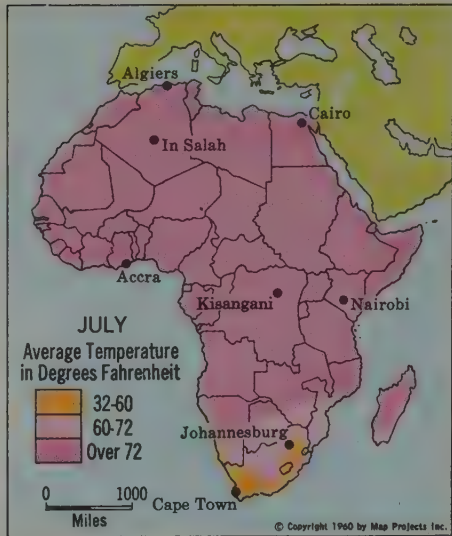 Algiers
Cairo
In Salah
Accra
Kisangani
Nairobi
JULY
Average Temperature
in Degrees Fahrenheit
32-60
60-72
Over 72
Johannesburg
0 1000
Miles
Cape Town
© Copyright 1960 by Map Projects Inc.